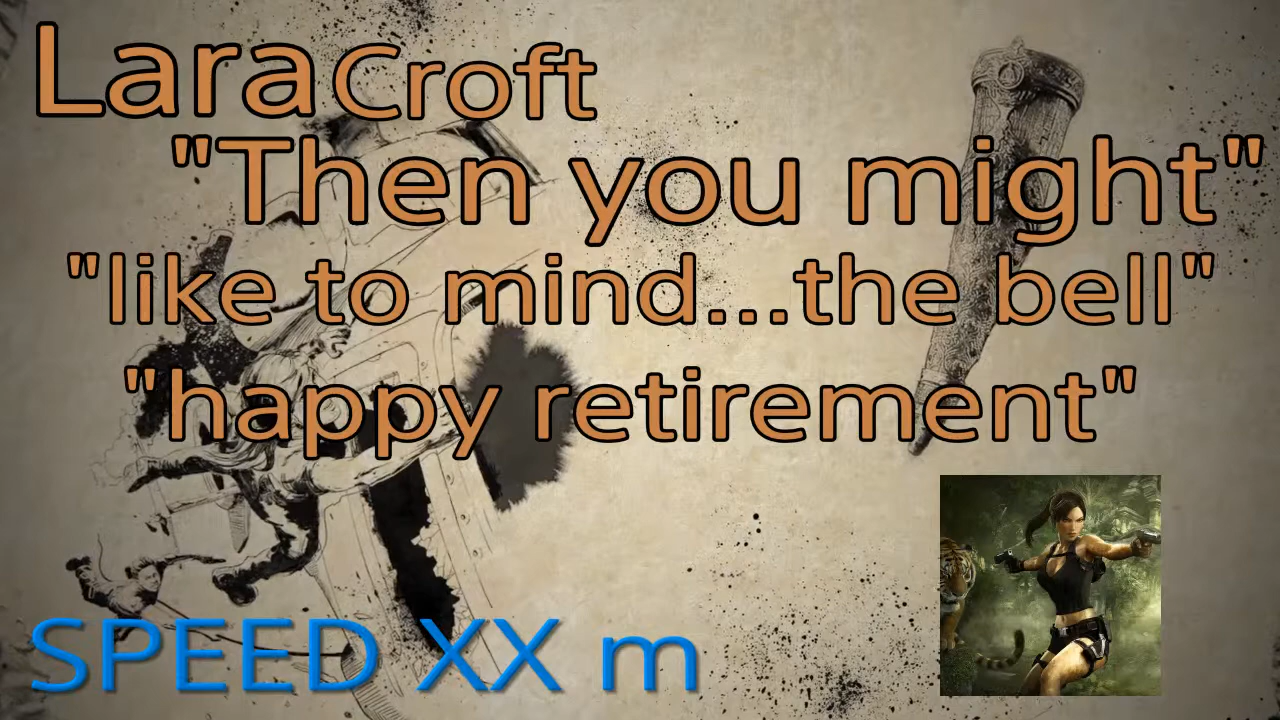 Lara Croft
"Then you might"
"like to mind...the bell"
"happy retirement"
SPEED XX m